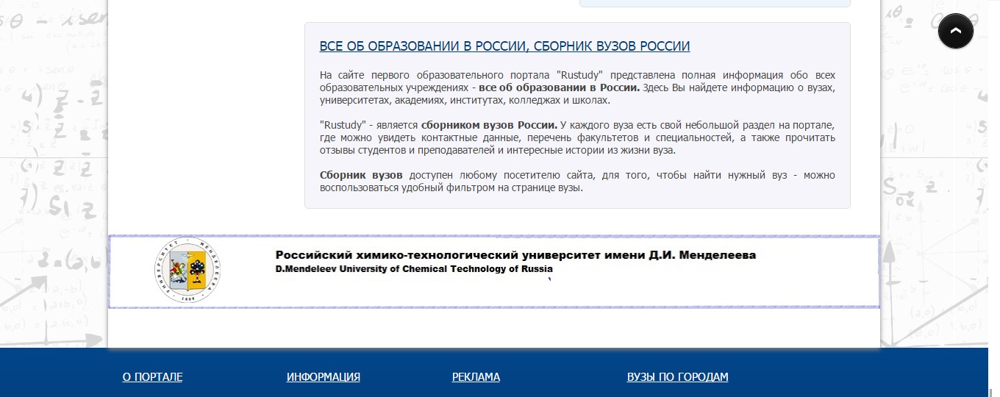 ВСЕ ОБ ОБРАЗОВАНИИ В РОССИИ, СБОРНИК ВУЗОВ РОССИИ
На сайте первого образовательного портала "Rustudy" представлена полная информация обо всех
образовательных учреждениях - все об образовании в России. Здесь Вы найдете информацию о вузах,
университетах, академиях, институтах, колледжах и школах.
"Rustudy" - является сборником вузов России. У каждого вуза есть свой небольшой раздел на портале,
где можно увидеть контактные данные, перечень факультетов и специальностей, а также прочитать
отзывы студентов и преподавателей и интересные истории из жизни вуза.
Сборник вузов доступен любому посетителю сайта, для того, чтобы найти нужный вуз - можно
воспользоваться удобный фильтром на странице вузы.
УНИВЕРСИТЕТ · МЕНДЕЛЕЕВА
Российский химико-технологический университет имени Д.И. Менделеева
D.Mendeleev University of Chemical Technology of Russia
О ПОРТАЛЕ
ИНФОРМАЦИЯ
РЕКЛАМА
ВУЗЫ ПО ГОРОДАМ